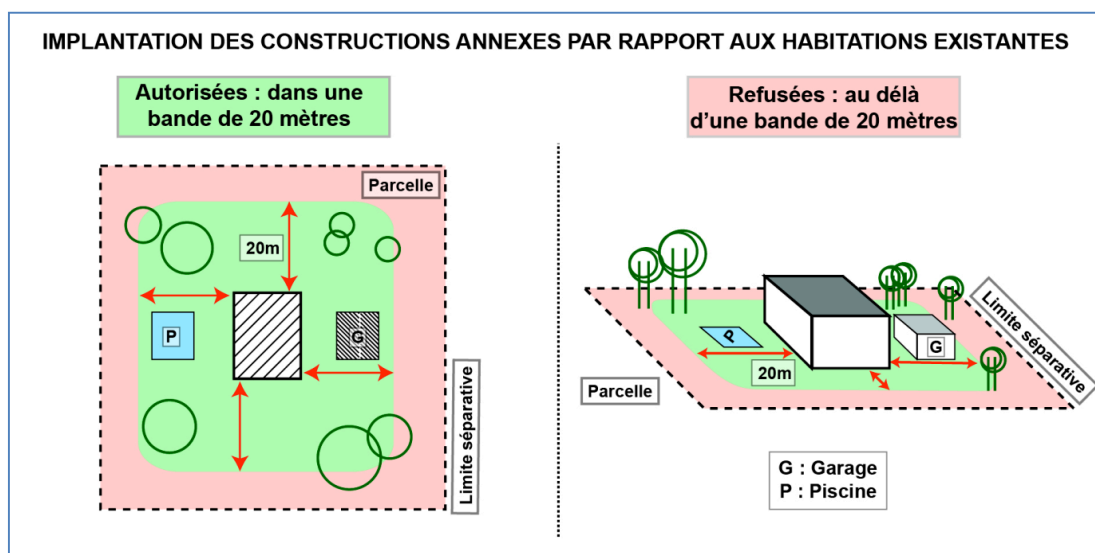 IMPLANTATION DES CONSTRUCTIONS ANNEXES PAR RAPPORT AUX HABITATIONS EXISTANTES
Autorisées : dans une
bande de 20 mètres
Refusées : au délà
d'une bande de 20 mètres
Parcelle
20m
P
G
Limite séparative
Limite séparative
P
G
20m
Parcelle
G : Garage
P : Piscine